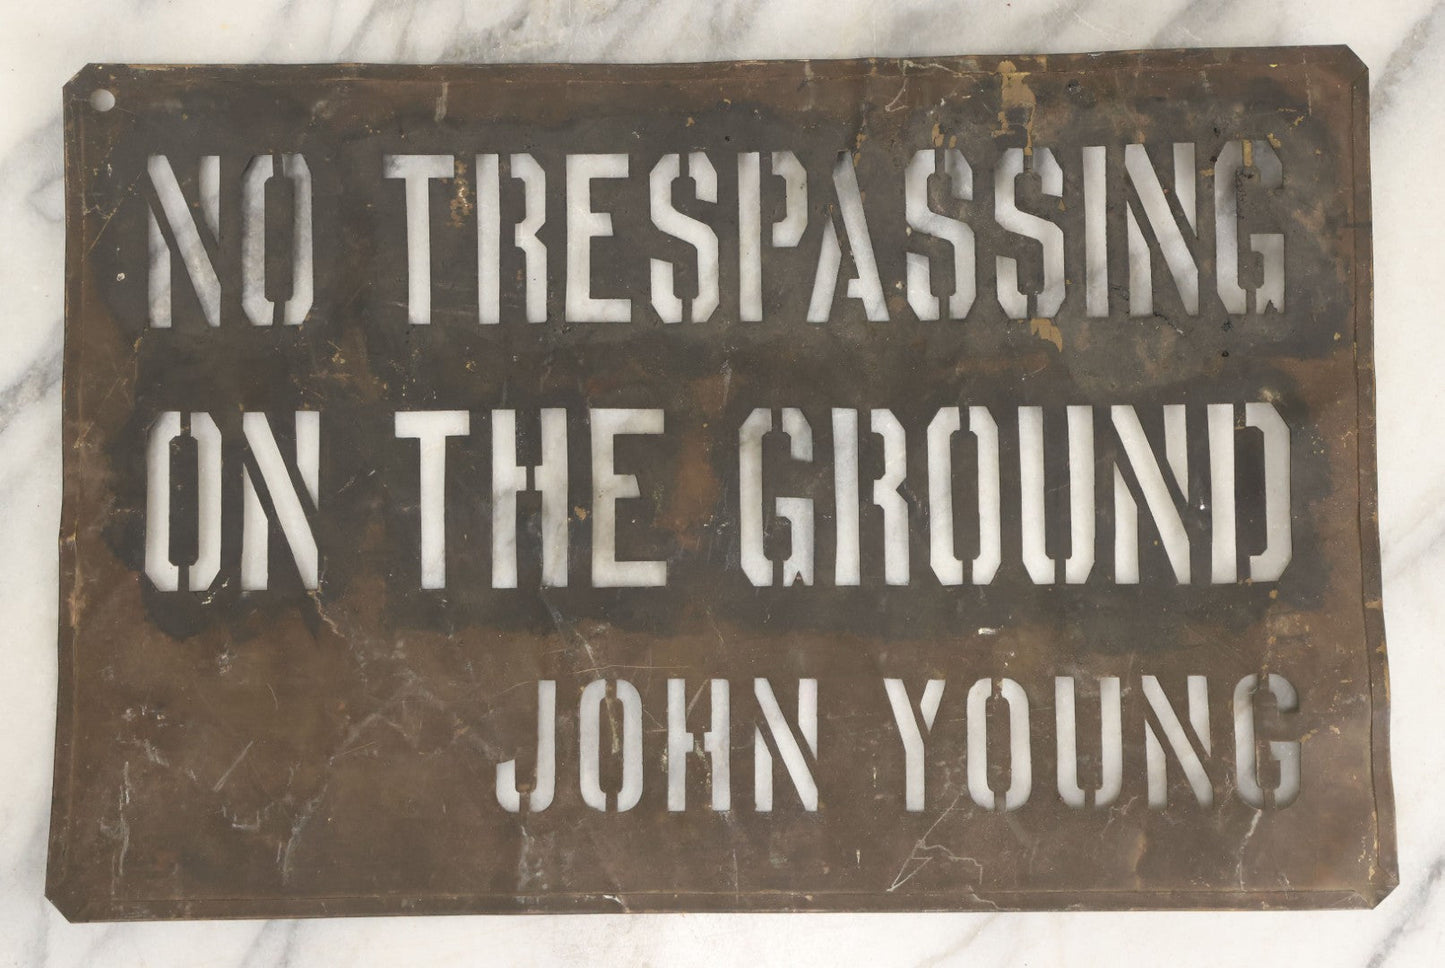 NO TRESPASSING
ON THE GROUND
JOHN YOUNG